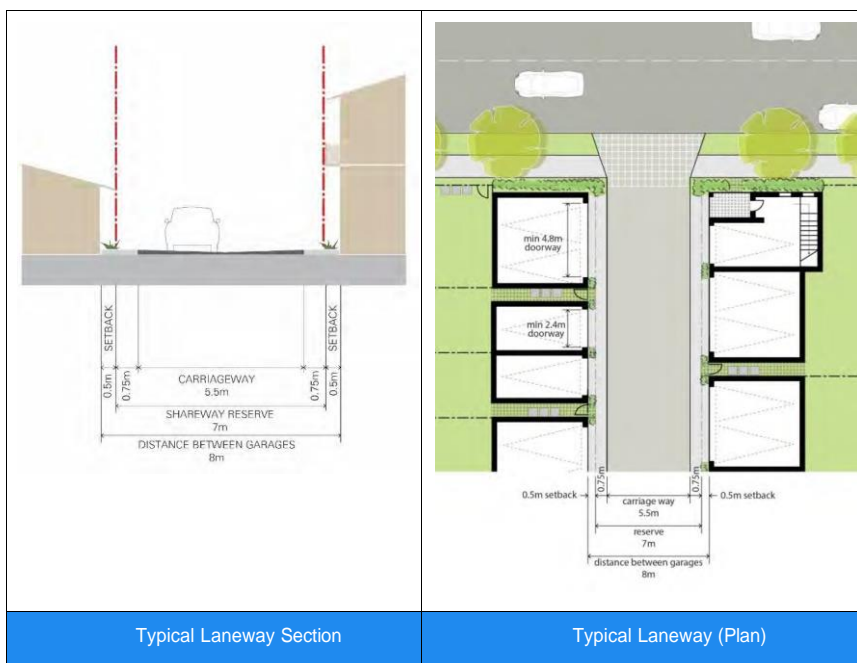 SETBACK
SETBACK
0.5m
0.75m
CARRIAGEWAY
5.5m
0.75m
0.5m
SHAREWAY RESERVE
7m
DISTANCE BETWEEN GARAGES
8m
min 4.8m
doorway
min 2.4m
doorway
0.5m setback
0.75m
carriage way
5.5m
0.75m
0.5m setback
reserve
7m
distance between garages
8m
Typical Laneway Section
Typical Laneway (Plan)